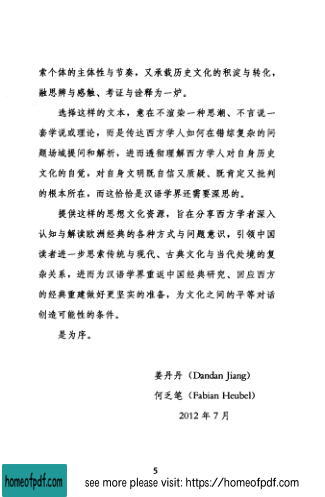 索个体的主体性与节奏，又承载历史文化的积淀与转化，
融思辨与感触、考证与诠释为一炉。
选择这样的文本，意在不渲染一种思潮、不言说一
套学说或理论，而是传达西方学人如何在错综复杂的问
题场域提问和解析，进而透彻理解西方学人对自身历史
文化的自觉，对自身文明既自信又质疑、既肯定又批判
的根本所在，而这恰恰是汉语学界还需要深思的。
提供这样的思想文化资源，旨在分享西方学者深入
认知与解读欧洲经典的各种方式与问题意识，引领中国
读者进一步思索传统与现代、古典文化与当代处境的复
杂关系，进而为汉语学界重返中国经典研究、回应西方
的经典重建做好更坚实的准备，为文化之间的平等对话
创造可能性的条件。
是为序。
姜丹丹（Dandan Jiang）
何乏笔（Fabian Heubel）
2012 年 7 月
5
homeofpdf.com
see more please visit: https://homeofpdf.com